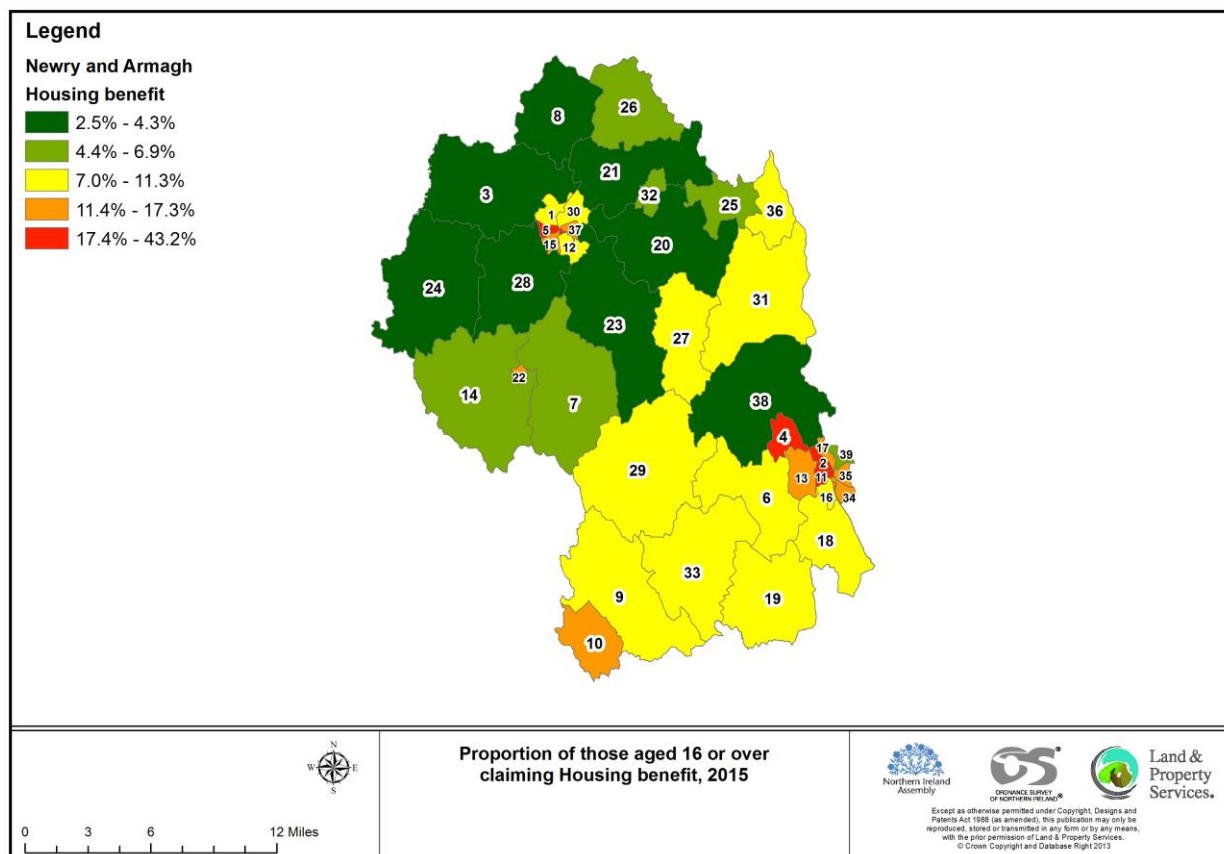 Legend
Newry and Armagh
Housing benefit
2.5% - 4.3%
4.4% - 6.9%
7.0% - 11.3%
11.4% - 17.3%
17.4% - 43.2%
8
26
21
3
32
25
36
1
30
5
37
15
12
20
24
28
31
23
27
22
14
7
38
4
17
39
2
29
13
11
35
6
16
34
18
33
9
19
10
N
W
E
S
0 3 6 12 Miles
Proportion of those aged 16 or over
claiming Housing benefit, 2015
Northern Ireland
Assembly
OS®
ORDNANCE SURVEY
OF NORTHERN IRELAND®
Land &
Property
Services.
Except as otherwise permitted under Copyright, Designs and
Patents Act 1988 (as amended), this publication may only be
reproduced, stored or transmitted in any form or by any means,
with the prior permission of Land & Property Services.
© Crown Copyright and Database Right 2013